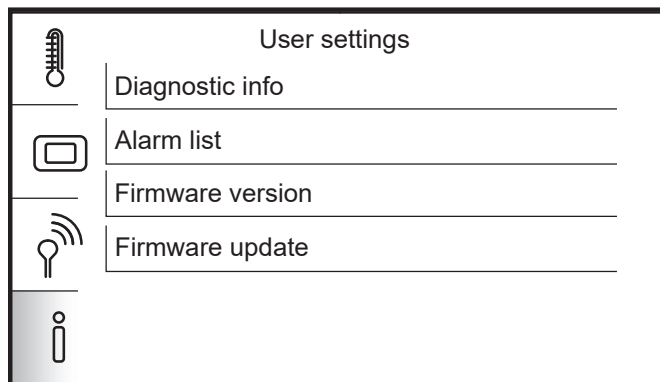 User settings
Diagnostic info
Alarm list
Firmware version
Firmware update